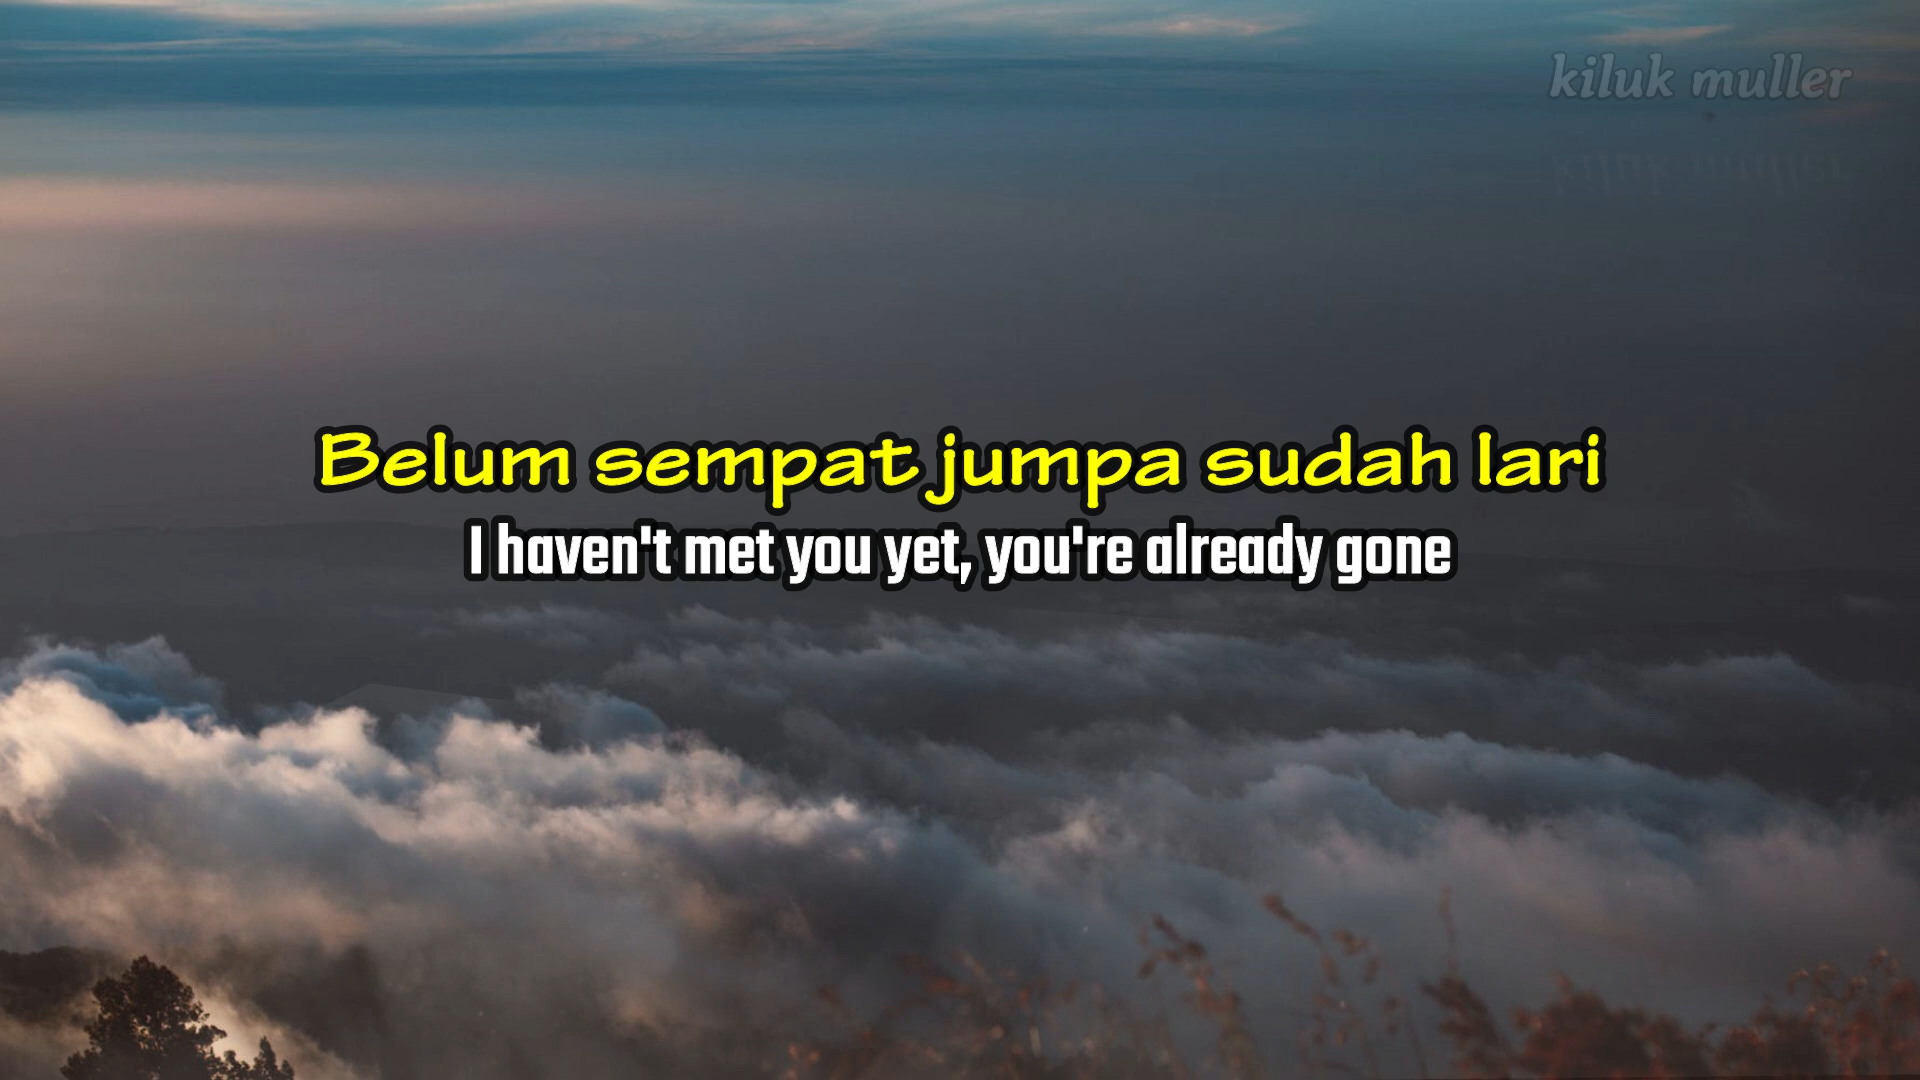 kiluk muller
Belum sempat jumpa sudah lari
I haven't met you yet, you're already gone